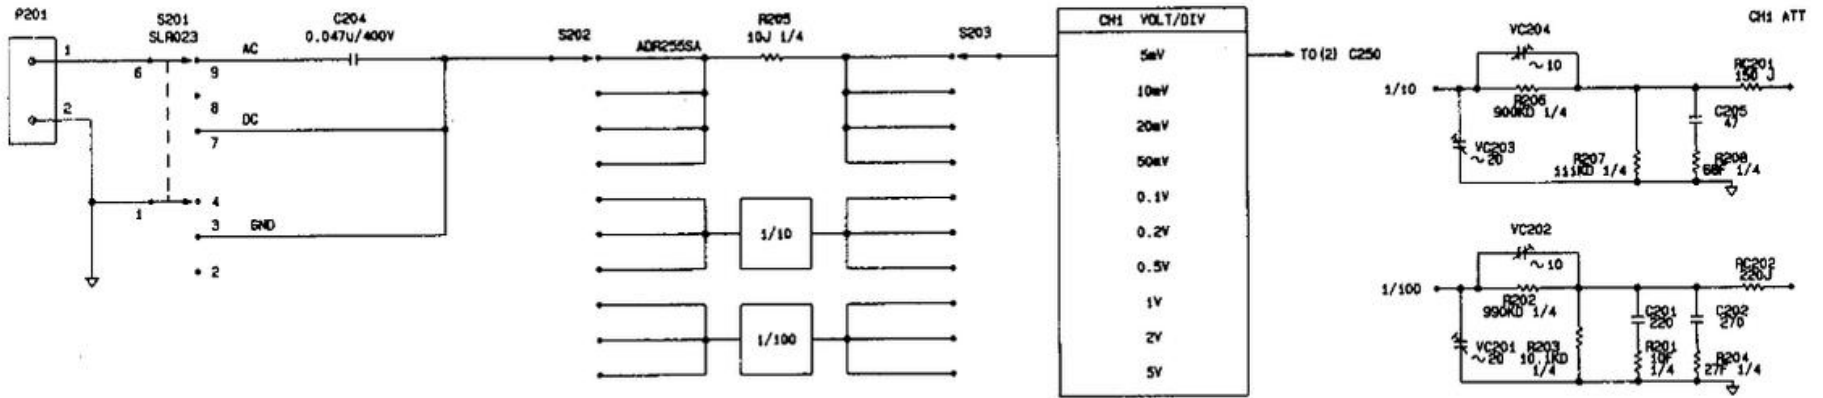 P201
S201
SLR023
C204
0.047u/400V
AC
DC
GND
1
2
6
9
8
7
4
3
2
1
S202
ADR255SA
R205
10J 1/4
S203
1/10
1/100
CH1 VOLT/DIV
5mV
10mV
20mV
50mV
0.1V
0.2V
0.5V
1V
2V
5V
TO(2) C250
CH1 ATT
VC204
~10
1/10
R206
900KD 1/4
VC203
~20
R207
111KD 1/4
C205
47
R208
68F 1/4
RC201
150 J
VC202
~10
1/100
R202
990KD 1/4
VC201
~20
R203
10.1KD
1/4
C201
220
R201
10F
1/4
C202
270
R204
27F 1/4
RC202
220J